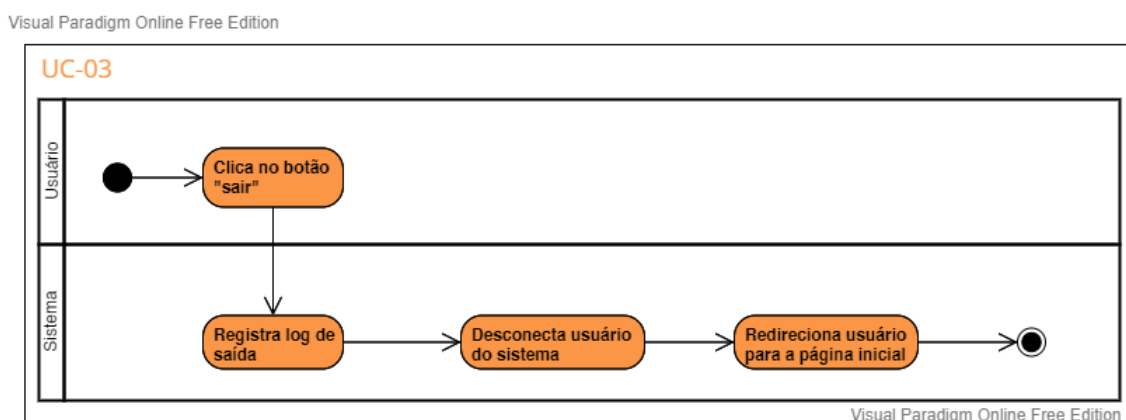 Visual Paradigm Online Free Edition
UC-03
Usuário
Clica no botão
"sair"
Sistema
Registra log de
saída
Desconecta usuário
do sistema
Redireciona usuário
para a página inicial
Visual Paradigm Online Free Edition